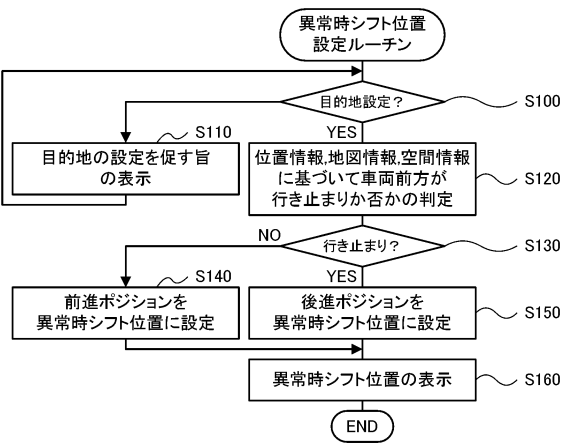 異常時シフト位置
設定ルーチン
目的地設定？
S100
YES
S110
目的地の設定を促す旨
の表示
位置情報,地図情報,空間情報
に基づいて車両前方が
行き止まりか否かの判定
S120
NO
行き止まり？
S130
YES
S140
前進ポジションを
異常時シフト位置に設定
後進ポジションを
異常時シフト位置に設定
S150
異常時シフト位置の表示
S160
END